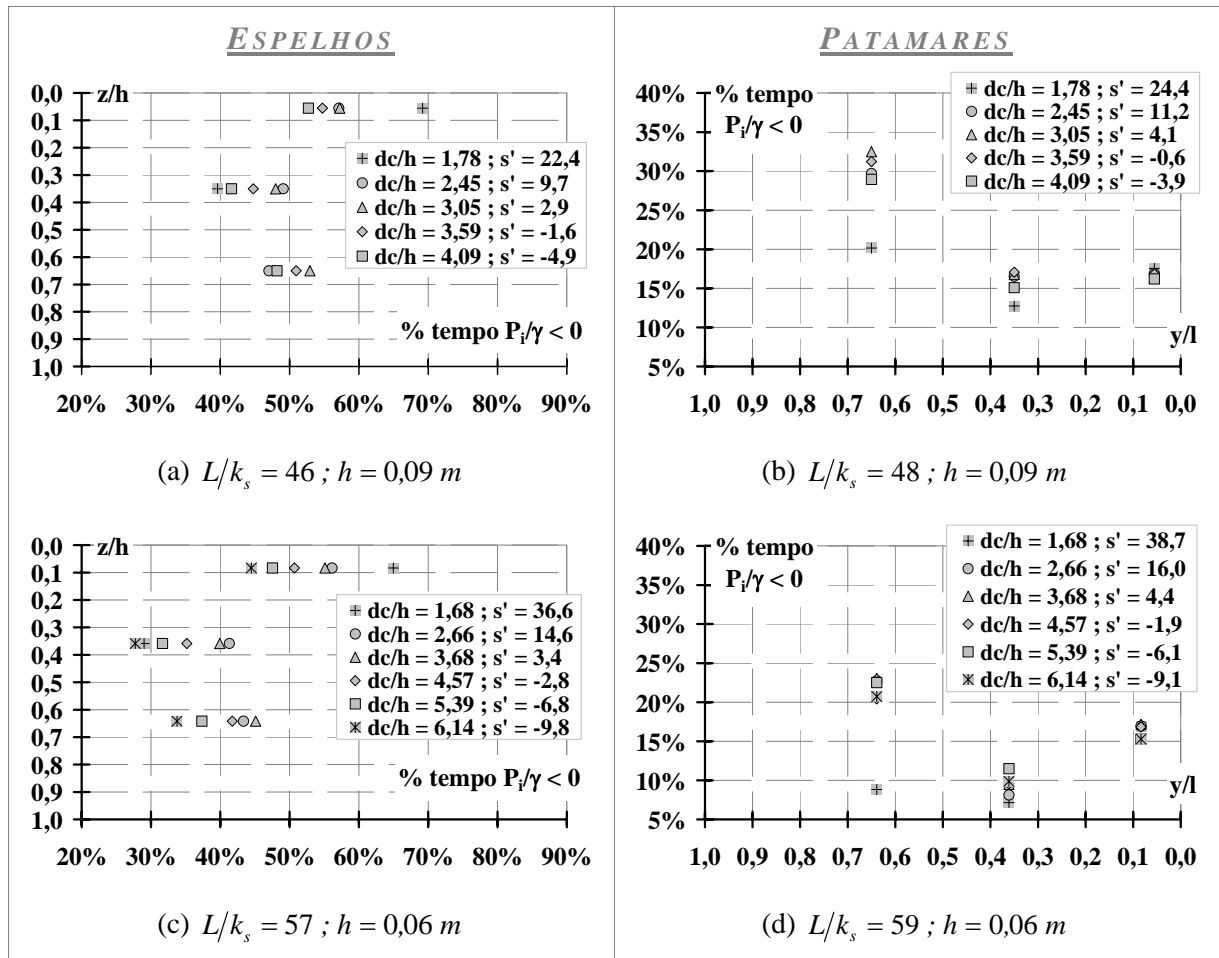 ESPELHOS
PATAMARES
z/h
0,0
0,1
0,2
0,3
0,4
0,5
0,6
0,7
0,8
0,9
1,0
dc/h = 1,78 ; s' = 22,4
dc/h = 2,45 ; s' = 9,7
dc/h = 3,05 ; s' = 2,9
dc/h = 3,59 ; s' = -1,6
dc/h = 4,09 ; s' = -4,9
% tempo Pi/γ < 0
20% 30% 40% 50% 60% 70% 80% 90%
(a) L/ks = 46 ; h = 0,09 m
% tempo
Pi/γ < 0
40%
35%
30%
25%
20%
15%
10%
5%
dc/h = 1,78 ; s' = 24,4
dc/h = 2,45 ; s' = 11,2
dc/h = 3,05 ; s' = 4,1
dc/h = 3,59 ; s' = -0,6
dc/h = 4,09 ; s' = -3,9
y/l
1,0 0,9 0,8 0,7 0,6 0,5 0,4 0,3 0,2 0,1 0,0
(b) L/ks = 48 ; h = 0,09 m
z/h
0,0
0,1
0,2
0,3
0,4
0,5
0,6
0,7
0,8
0,9
1,0
dc/h = 1,68 ; s' = 36,6
dc/h = 2,66 ; s' = 14,6
dc/h = 3,68 ; s' = 3,4
dc/h = 4,57 ; s' = -2,8
dc/h = 5,39 ; s' = -6,8
dc/h = 6,14 ; s' = -9,8
% tempo Pi/γ < 0
20% 30% 40% 50% 60% 70% 80% 90%
(c) L/ks = 57 ; h = 0,06 m
% tempo
Pi/γ < 0
40%
35%
30%
25%
20%
15%
10%
5%
dc/h = 1,68 ; s' = 38,7
dc/h = 2,66 ; s' = 16,0
dc/h = 3,68 ; s' = 4,4
dc/h = 4,57 ; s' = -1,9
dc/h = 5,39 ; s' = -6,1
dc/h = 6,14 ; s' = -9,1
y/l
1,0 0,9 0,8 0,7 0,6 0,5 0,4 0,3 0,2 0,1 0,0
(d) L/ks = 59 ; h = 0,06 m